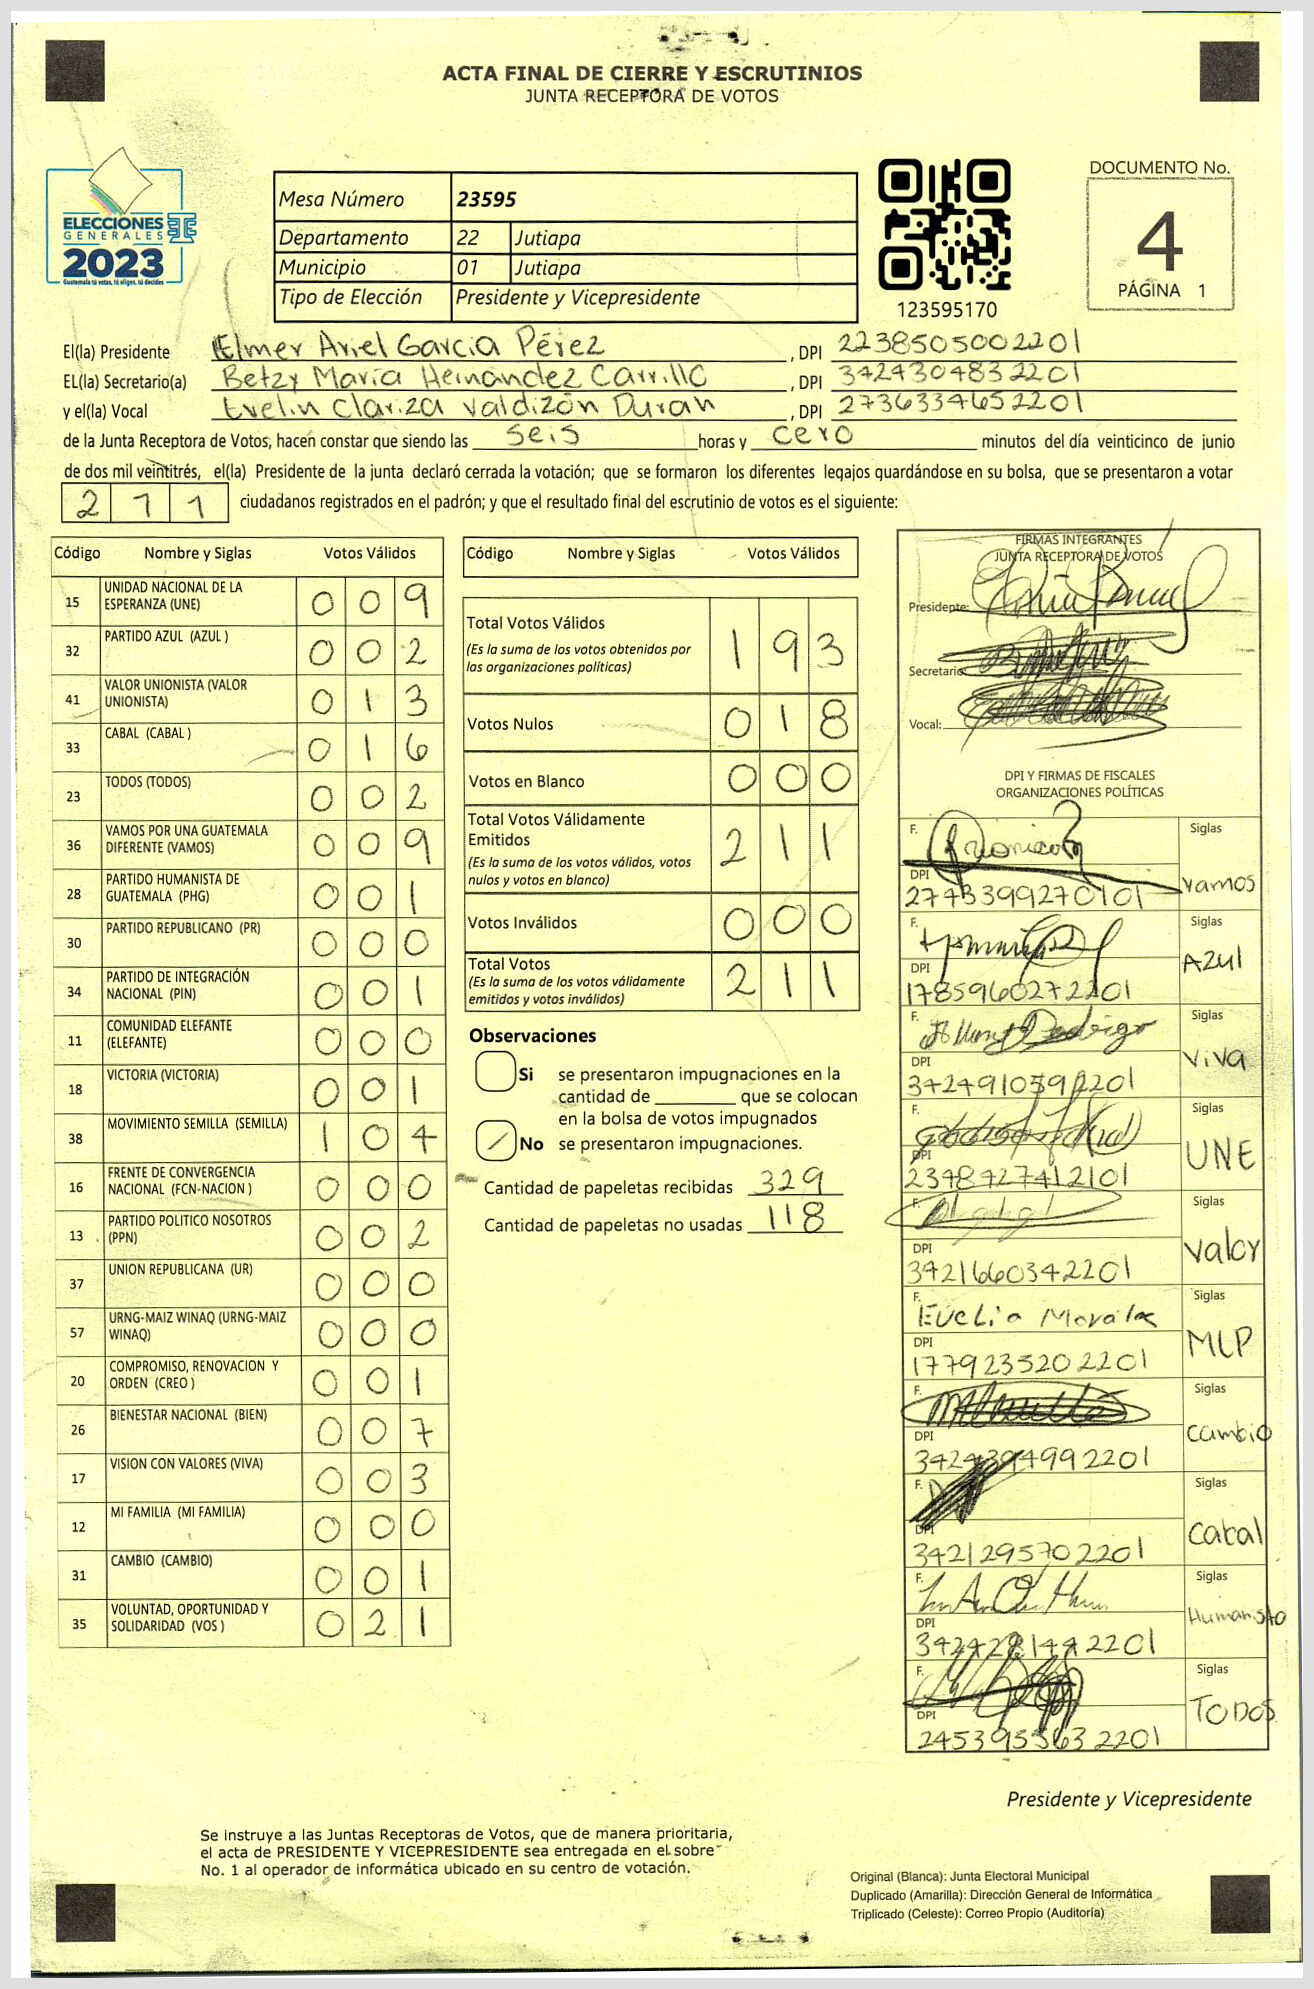 ACTA FINAL DE CIERRE Y ESCRUTINIOS
JUNTA RECEPTORA DE VOTOS
ELECCIONES
GENERALES
2023
Guatemala tú votas, tú eliges, tú decides
Mesa Número 23595
Departamento 22 Jutiapa
Municipio 01 Jutiapa
Tipo de Elección Presidente y Vicepresidente
123595170
DOCUMENTO No.
4
PÁGINA 1
El(la) Presidente Elmer Ariel Garcia Pérez , DPI 2238505002201
EL(la) Secretario(a) Betzy María Hernández Carrillo , DPI 3424304832201
y el(la) Vocal Evelin Clariza Valdizón Duran , DPI 2736334652201
de la Junta Receptora de Votos, hacen constar que siendo las seis horas y cero minutos del día veinticinco de junio
de dos mil veintitrés, el(la) Presidente de la junta declaró cerrada la votación; que se formaron los diferentes legajos guardándose en su bolsa, que se presentaron a votar
211 ciudadanos registrados en el padrón; y que el resultado final del escrutinio de votos es el siguiente:
Código Nombre y Siglas Votos Válidos
15 UNIDAD NACIONAL DE LA ESPERANZA (UNE) 0 0 9
32 PARTIDO AZUL (AZUL ) 0 0 2
41 VALOR UNIONISTA (VALOR UNIONISTA) 0 1 3
33 CABAL (CABAL ) 0 1 6
23 TODOS (TODOS) 0 0 2
36 VAMOS POR UNA GUATEMALA DIFERENTE (VAMOS) 0 0 9
28 PARTIDO HUMANISTA DE GUATEMALA (PHG) 0 0 1
30 PARTIDO REPUBLICANO (PR) 0 0 0
34 PARTIDO DE INTEGRACIÓN NACIONAL (PIN) 0 0 1
11 COMUNIDAD ELEFANTE (ELEFANTE) 0 0 0
18 VICTORIA (VICTORIA) 0 0 1
38 MOVIMIENTO SEMILLA (SEMILLA) 1 0 4
16 FRENTE DE CONVERGENCIA NACIONAL (FCN-NACION ) 0 0 0
13 PARTIDO POLITICO NOSOTROS (PPN) 0 0 2
37 UNION REPUBLICANA (UR) 0 0 0
57 URNG-MAIZ WINAQ (URNG-MAIZ WINAQ) 0 0 0
20 COMPROMISO, RENOVACION Y ORDEN (CREO ) 0 0 1
26 BIENESTAR NACIONAL (BIEN) 0 0 7
17 VISION CON VALORES (VIVA) 0 0 3
12 MI FAMILIA (MI FAMILIA) 0 0 0
31 CAMBIO (CAMBIO) 0 0 1
35 VOLUNTAD, OPORTUNIDAD Y SOLIDARIDAD (VOS ) 0 2 1
Código Nombre y Siglas Votos Válidos
Total Votos Válidos 1 9 3
(Es la suma de los votos obtenidos por las organizaciones políticas)
Votos Nulos 0 1 8
Votos en Blanco 0 0 0
Total Votos Válidamente Emitidos 2 1 1
(Es la suma de los votos válidos, votos nulos y votos en blanco)
Votos Inválidos 0 0 0
Total Votos 2 1 1
(Es la suma de los votos válidamente emitidos y votos inválidos)
Observaciones
Si se presentaron impugnaciones en la
cantidad de ________ que se colocan
en la bolsa de votos impugnados
No se presentaron impugnaciones.
Cantidad de papeletas recibidas 329
Cantidad de papeletas no usadas 118
FIRMAS INTEGRANTES
JUNTA RECEPTORA DE VOTOS
Presidente:
Secretario:
Vocal:
DPI Y FIRMAS DE FISCALES
ORGANIZACIONES POLÍTICAS
F. Siglas
DPI 2743399270101 vamos
F. Siglas
DPI 1785960272201 Azul
F. Siglas
DPI viva
F. Siglas
DPI 2348427412101 UNE
F. Siglas
DPI 3421660342201 valor
F. Evelia Morales Siglas
DPI 1779235202201 MLP
F. Siglas
DPI 3424394992201 cambio
F. Siglas
DPI 3421295702201 Cabal
F. Siglas
DPI Humanista
F. Siglas
DPI TODOS
Presidente y Vicepresidente
Se instruye a las Juntas Receptoras de Votos, que de manera prioritaria,
el acta de PRESIDENTE Y VICEPRESIDENTE sea entregada en el sobre
No. 1 al operador de informática ubicado en su centro de votación.
Original (Blanca): Junta Electoral Municipal
Duplicado (Amarilla): Dirección General de Informática
Triplicado (Celeste): Correo Propio (Auditoría)